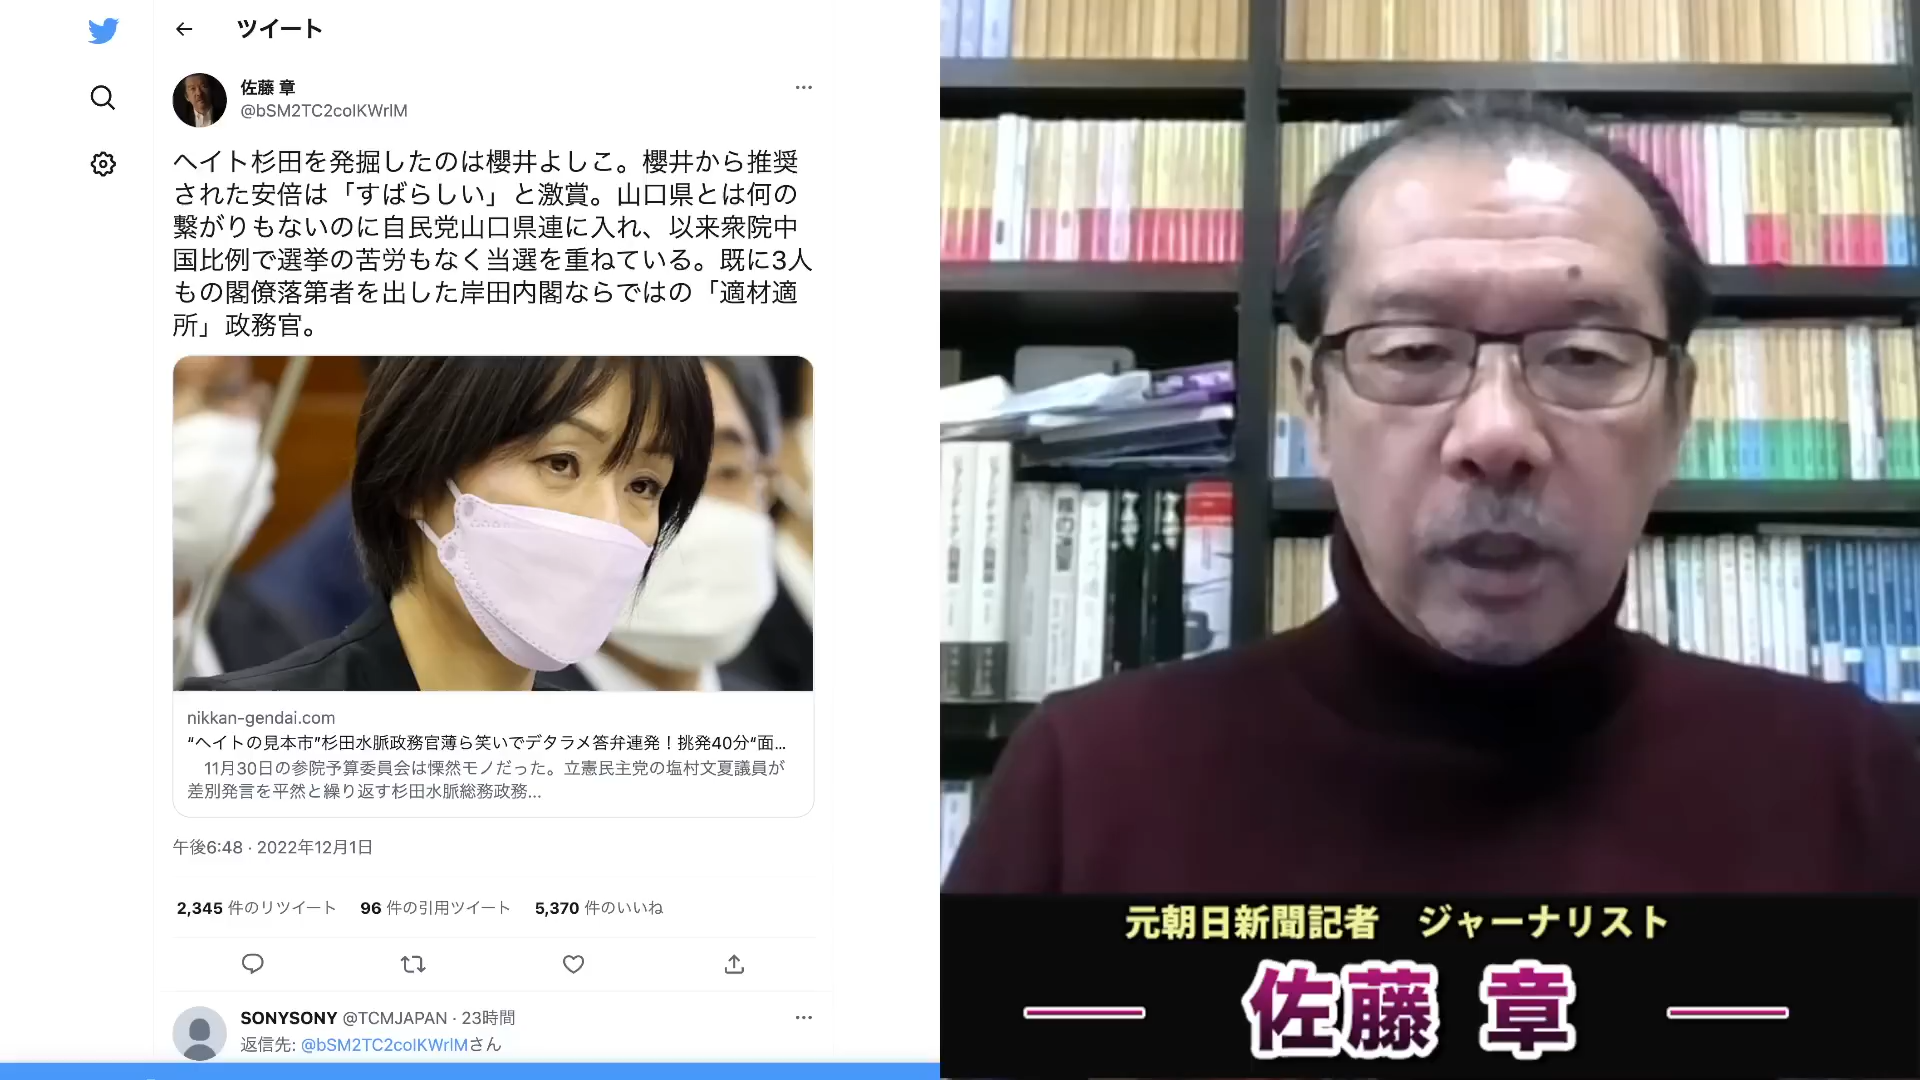 ツイート
佐藤 章
@bSM2TC2colKWrlM
ヘイト杉田を発掘したのは櫻井よしこ。櫻井から推奨
された安倍は「すばらしい」と激賞。山口県とは何の
繋がりもないのに自民党山口県連に入れ、以来衆院中
国比例で選挙の苦労もなく当選を重ねている。既に3人
もの閣僚落第者を出した岸田内閣ならではの「適材適
所」政務官。
nikkan-gendai.com
“ヘイトの見本市”杉田水脈政務官薄ら笑いでデタラメ答弁連発！挑発40分“面...
11月30日の参院予算委員会は慄然モノだった。立憲民主党の塩村文夏議員が
差別発言を平然と繰り返す杉田水脈総務政務...
午後6:48 · 2022年12月1日
2,345 件のリツイート 96 件の引用ツイート 5,370 件のいいね
SONYSONY @TCMJAPAN · 23時間
返信先: @bSM2TC2colKWrlMさん
元朝日新聞記者 ジャーナリスト
佐藤 章